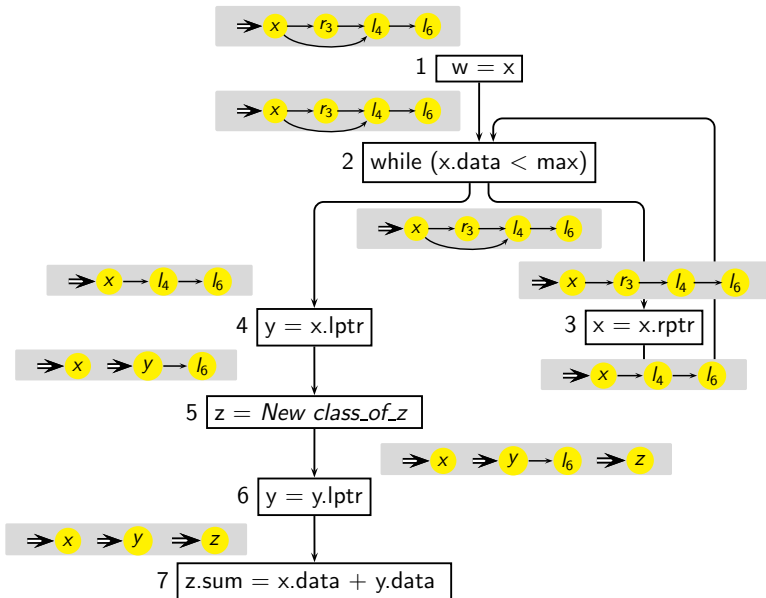 x r3 l4 l6
1 w = x
x r3 l4 l6
2 while (x.data < max)
x r3 l4 l6
x l4 l6
x r3 l4 l6
4 y = x.lptr
3 x = x.rptr
x y l6
x l4 l6
5 z = New class_of_z
x y l6 z
6 y = y.lptr
x y z
7 z.sum = x.data + y.data